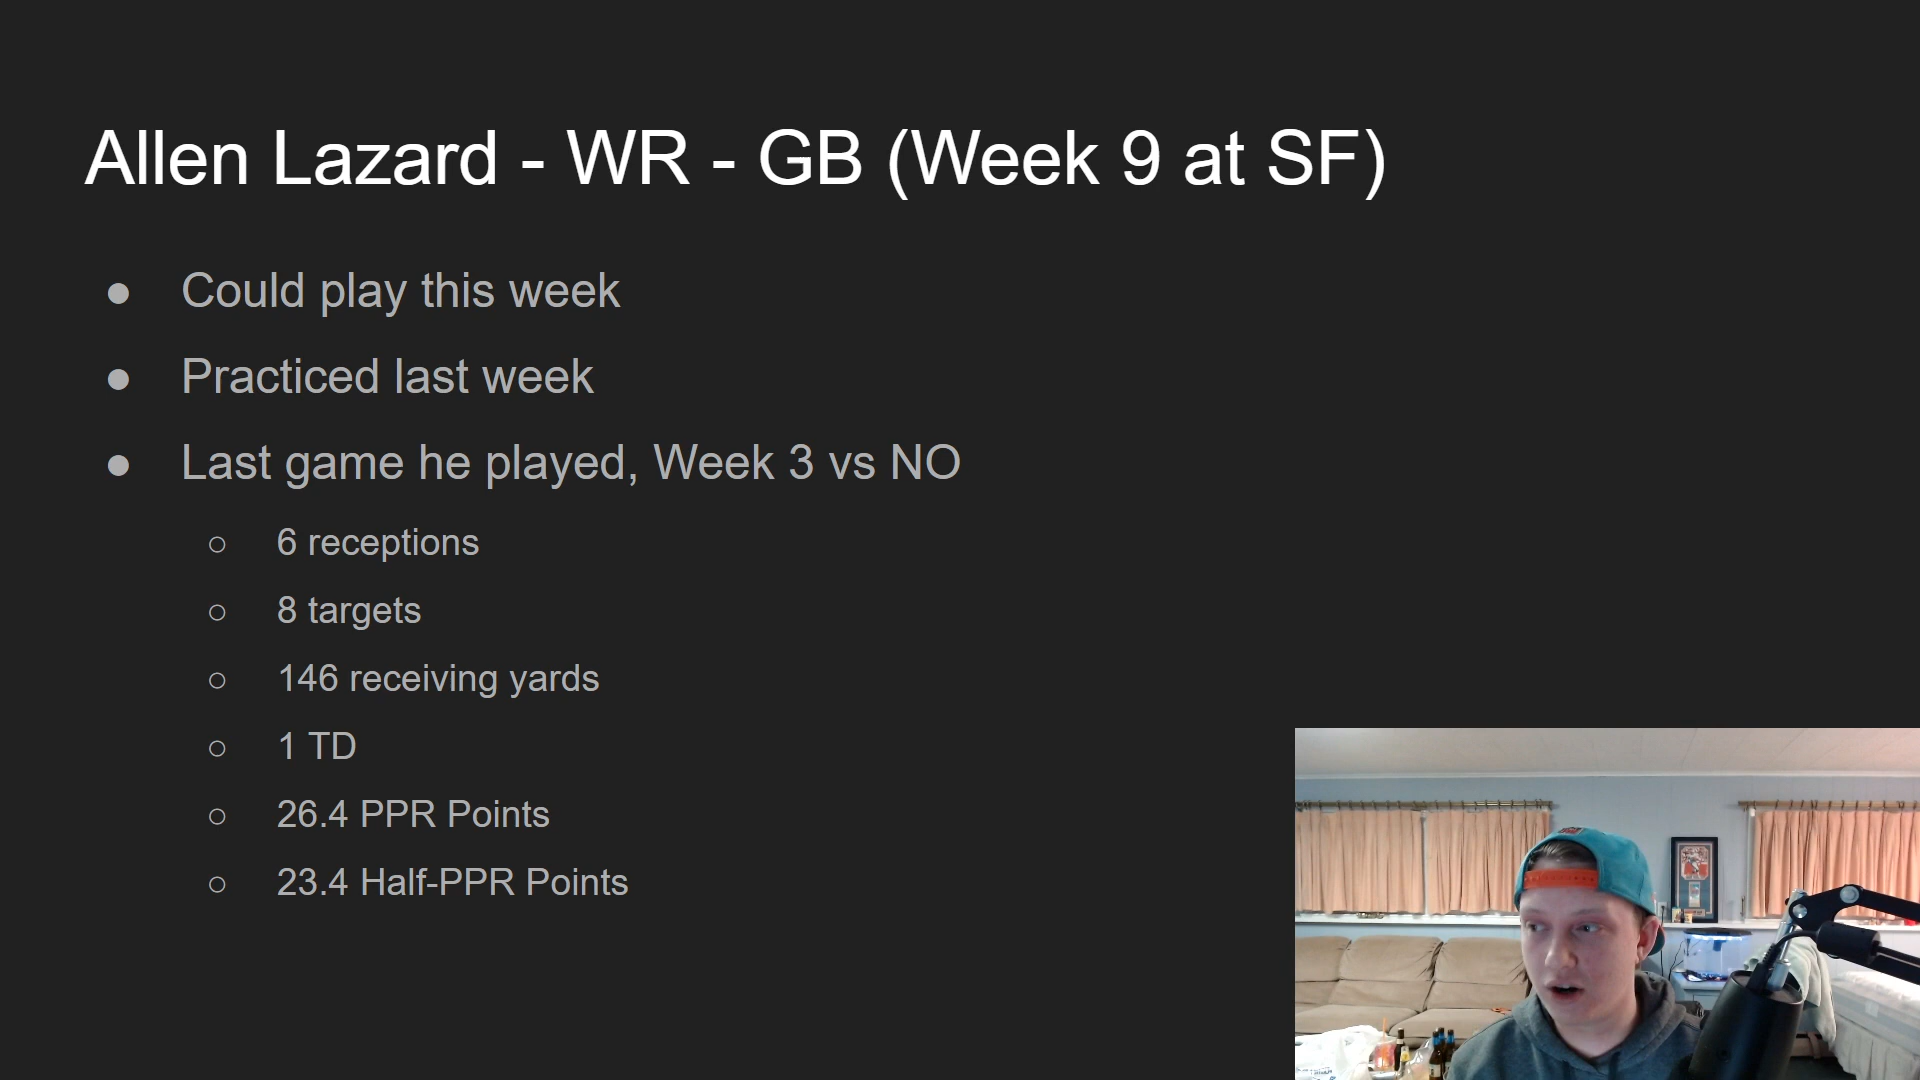 Allen Lazard - WR - GB (Week 9 at SF)
● Could play this week
● Practiced last week
● Last game he played, Week 3 vs NO
○ 6 receptions
○ 8 targets
○ 146 receiving yards
○ 1 TD
○ 26.4 PPR Points
○ 23.4 Half-PPR Points